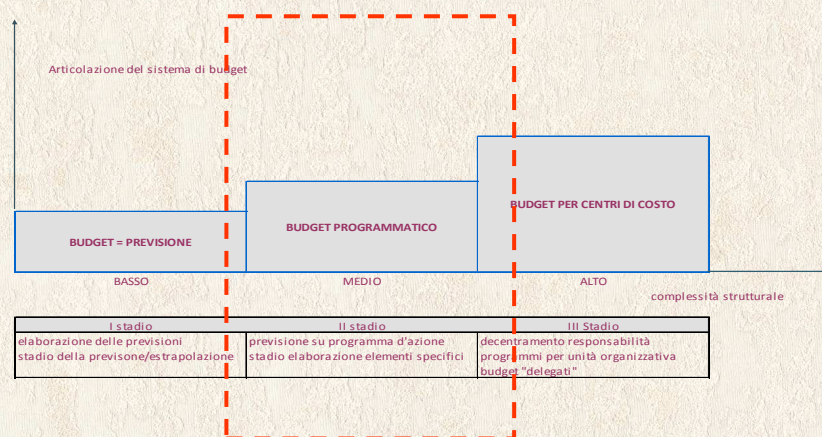 Articolazione del sistema di budget
BUDGET PER CENTRI DI COSTO
BUDGET PROGRAMMATICO
BUDGET = PREVISIONE
BASSO
MEDIO
ALTO
complessità strutturale
I stadio
II stadio
III Stadio
elaborazione delle previsioni
previsione su programma d'azione
decentramento responsabilità
stadio della previsone/estrapolazione
stadio elaborazione elementi specifici
programmi per unità organizzativa
budget "delegati"